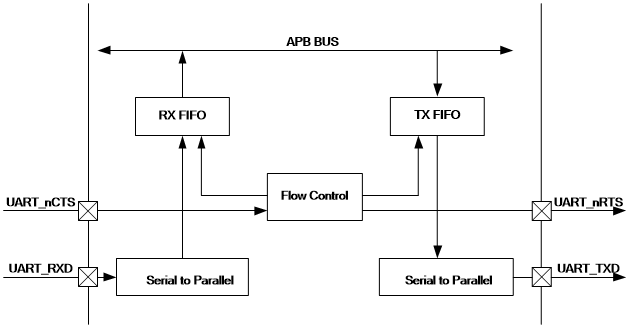 APB BUS
RX FIFO
TX FIFO
Flow Control
UART_nCTS
UART_nRTS
UART_RXD
Serial to Parallel
Serial to Parallel
UART_TXD